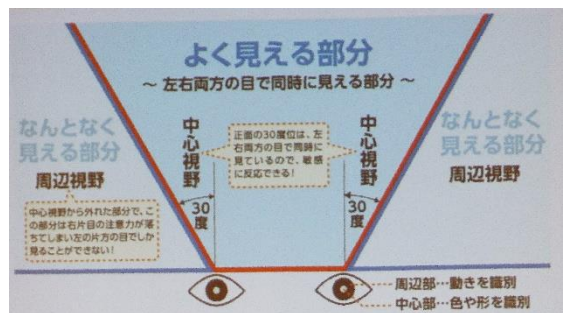 よく見える部分
～ 左右両方の目で同時に見える部分 ～
なんとなく
見える部分
周辺視野
中心視野から外れた部分で、こ
の部分は右片目の注意力が落
ちてしまい左の片方の目でしか
見ることができない！
中心視野
30
度
正面の30度位は、左
右両方の目で同時に
見ているので、敏感
に反応できる！
中心視野
30
度
なんとなく
見える部分
周辺視野
周辺部…動きを識別
中心部…色や形を識別